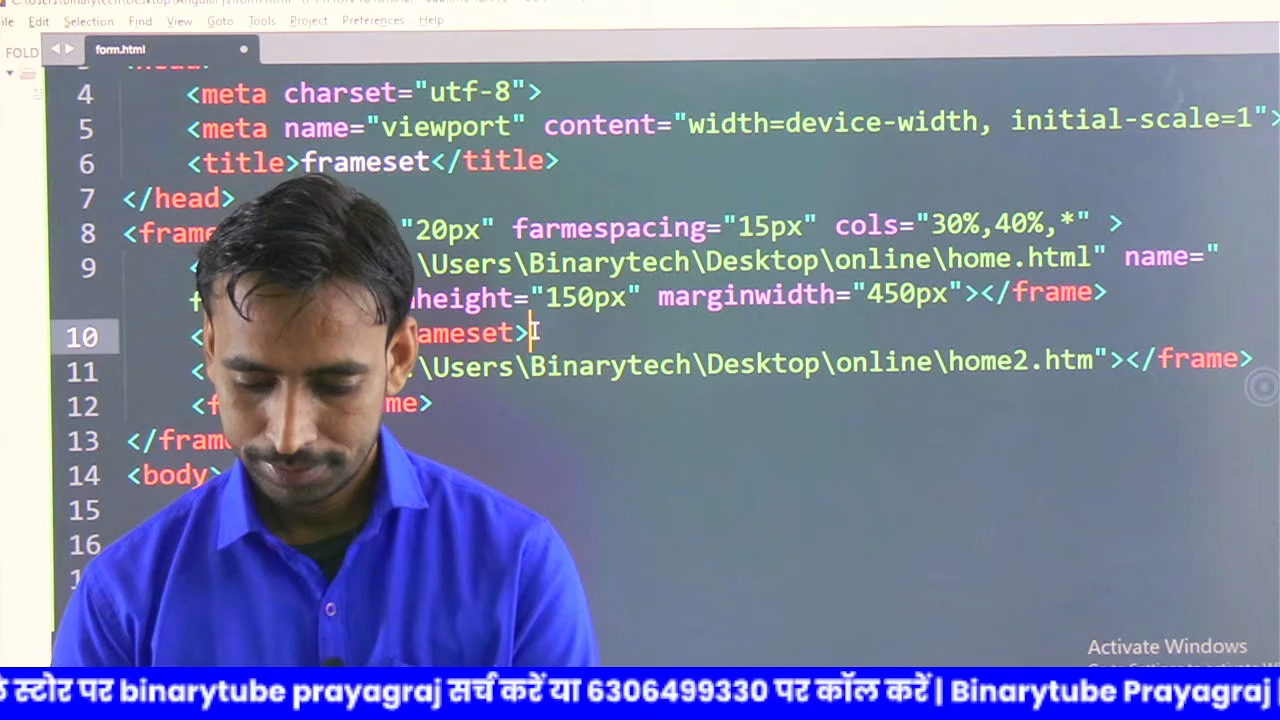 File Edit Selection Find View Goto Tools Project Preferences Help
FOLD
form.html
4 <meta charset="utf-8">
5 <meta name="viewport" content="width=device-width, initial-scale=1">
6 <title>frameset</title>
7 </head>
8 <frame "20px" farmespacing="15px" cols="30%,40%,*" >
9 \Users\Binarytech\Desktop\online\home.html" name="
height="150px" marginwidth="450px"></frame>
10 < ameset>
11 < \Users\Binarytech\Desktop\online\home2.htm"></frame>
12 <f me>
13 </fram
14 <body>
15
16
Activate Windows
स्टोर पर binarytube prayagraj सर्च करें या 6306499330 पर कॉल करें | Binarytube Prayagraj